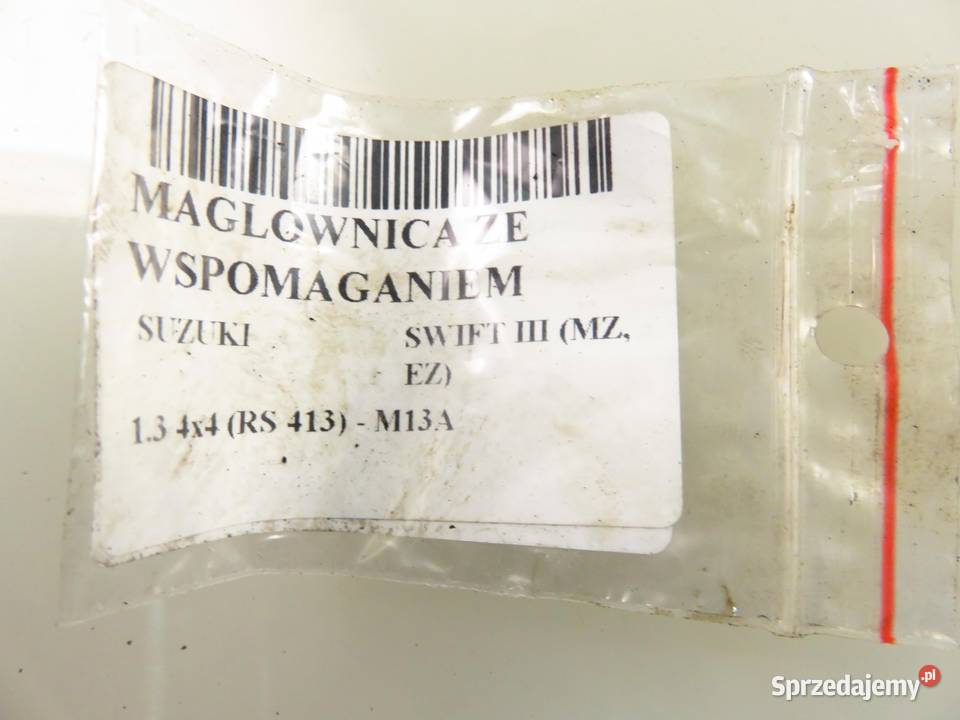 MAGLOWNICA ZE
WSPOMAGANIEM
SUZUKI SWIFT III (MZ,
EZ)
1.3 4x4 (RS 413) - M13A
Sprzedajemy.pl